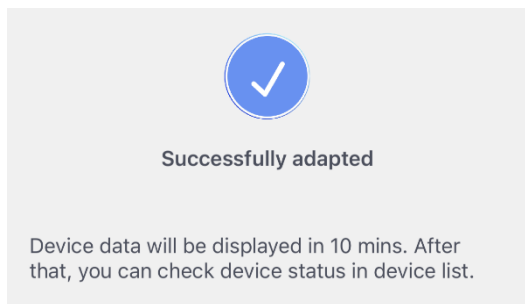 Successfully adapted
Device data will be displayed in 10 mins. After
that, you can check device status in device list.